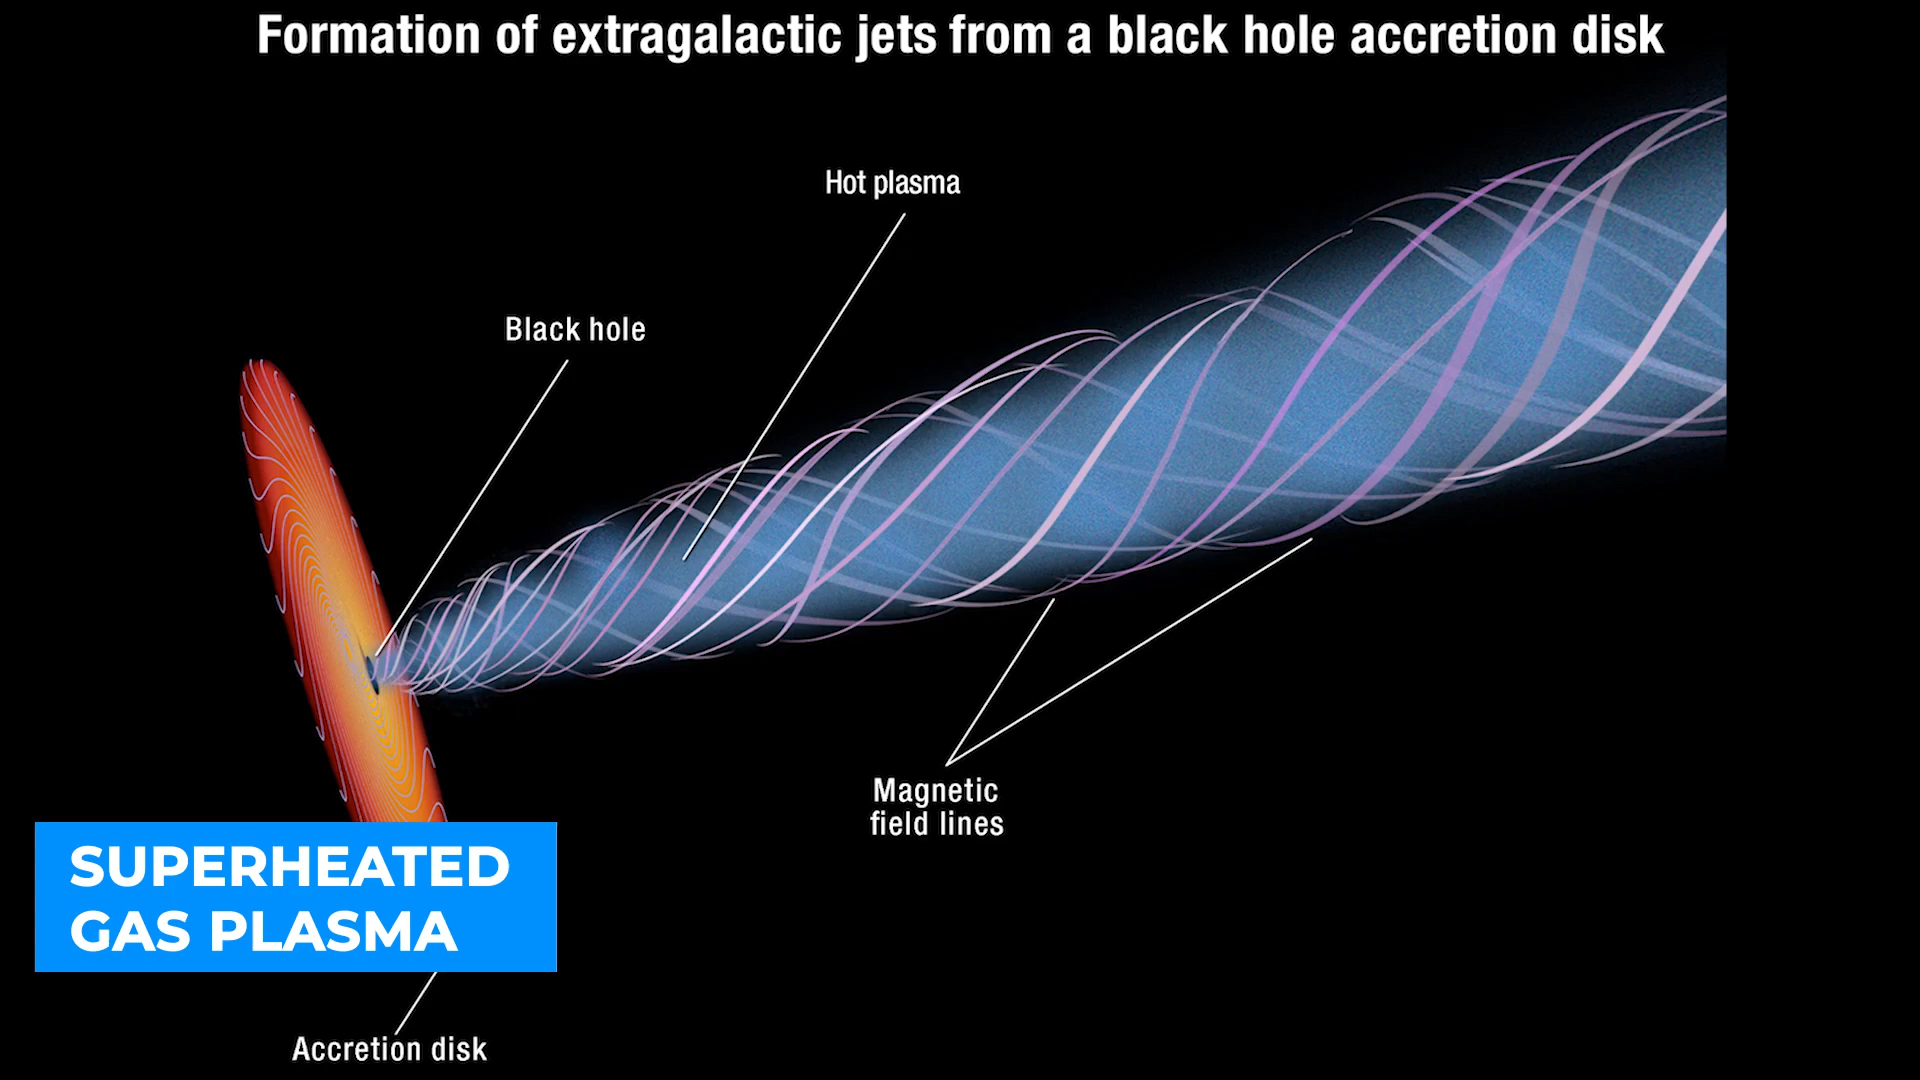 Formation of extragalactic jets from a black hole accretion disk
Hot plasma
Black hole
Magnetic
field lines
SUPERHEATED
GAS PLASMA
Accretion disk